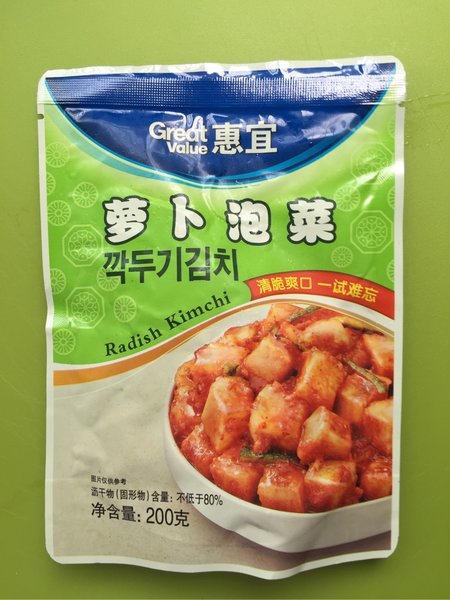 Great Value 惠宜
萝卜泡菜
깍두기김치
清脆爽口 一试难忘
Radish Kimchi
图片仅供参考
沥干物(固形物)含量: 不低于80%
净含量: 200克